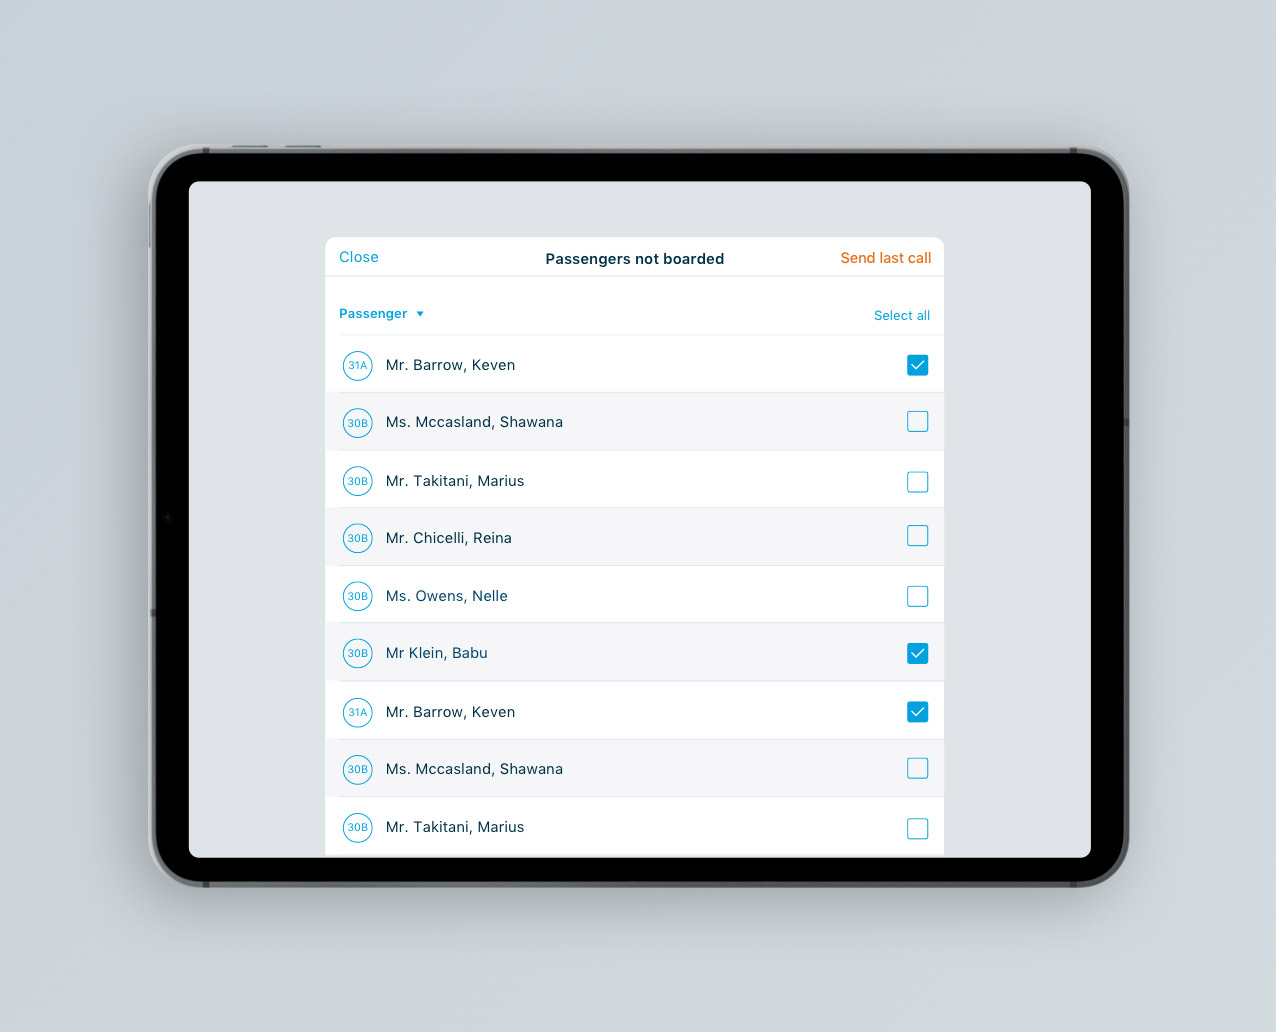 Close Passengers not boarded Send last call
Passenger Select all
31A Mr. Barrow, Keven
30B Ms. Mccasland, Shawana
30B Mr. Takitani, Marius
30B Mr. Chicelli, Reina
30B Ms. Owens, Nelle
30B Mr Klein, Babu
31A Mr. Barrow, Keven
30B Ms. Mccasland, Shawana
30B Mr. Takitani, Marius